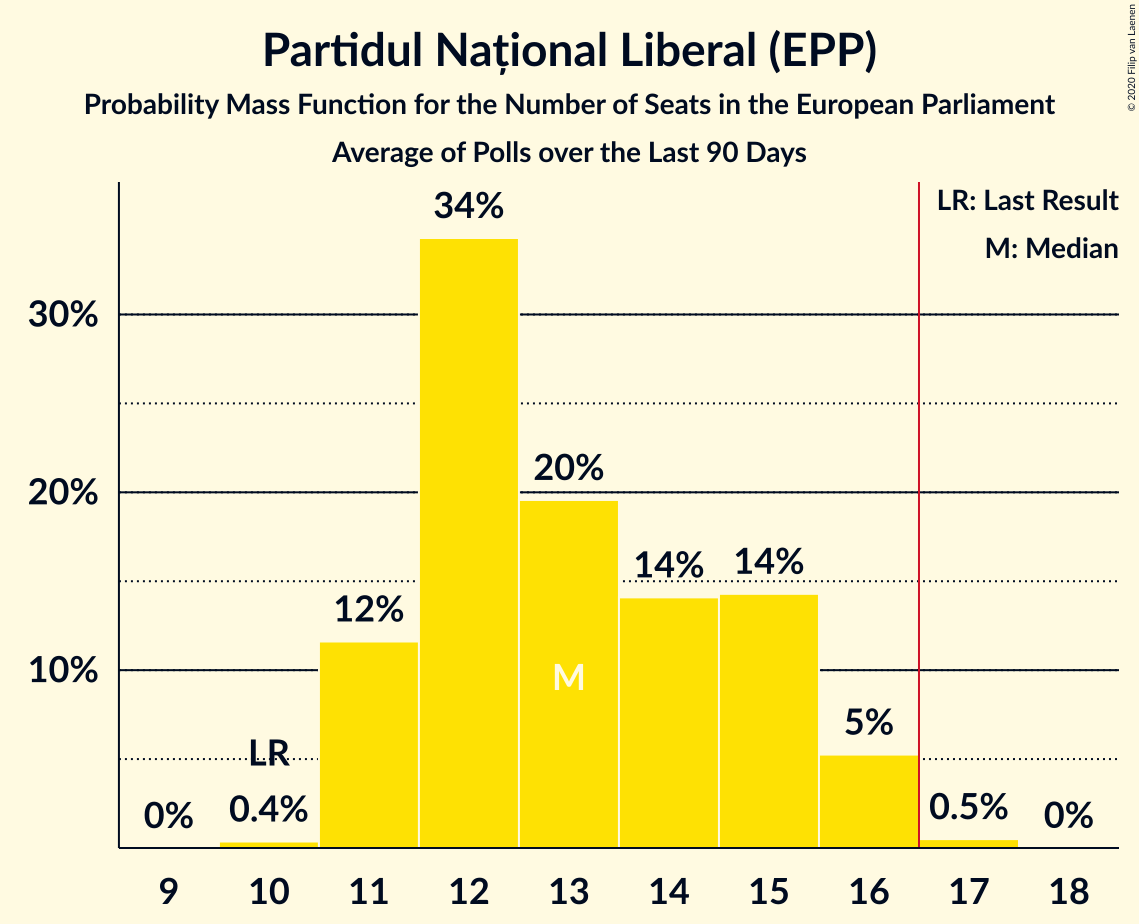 Partidul Național Liberal (EPP)
Probability Mass Function for the Number of Seats in the European Parliament
Average of Polls over the Last 90 Days
© 2020 Filip van Laenen
LR: Last Result
M: Median
34%
30%
20%
20%
14%
14%
12%
10%
M
5%
LR
0%
0.4%
0.5%
0%
9
10
11
12
13
14
15
16
17
18